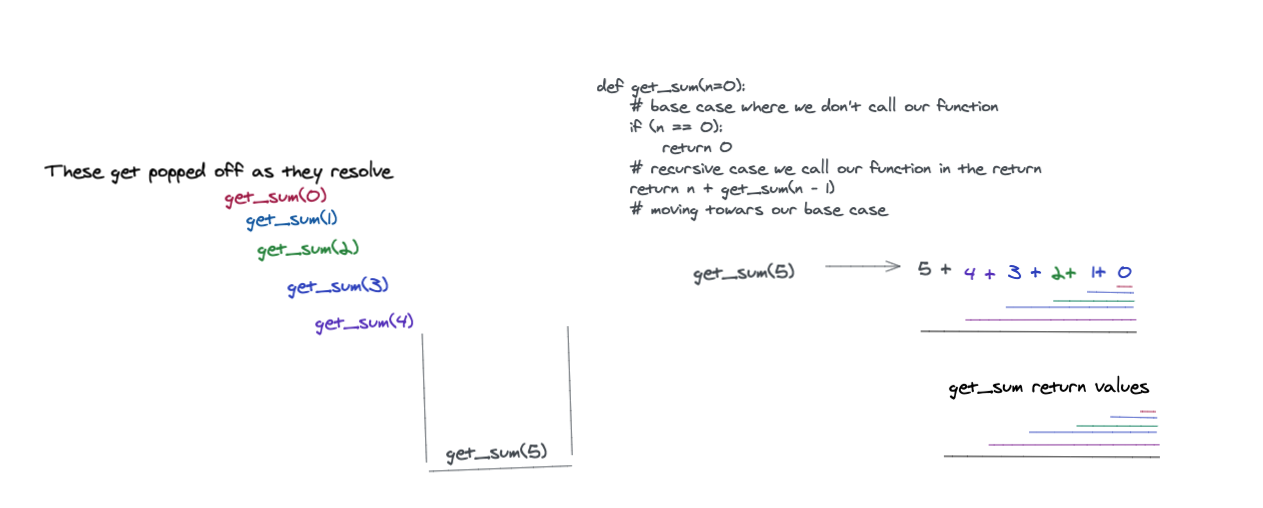 These get popped off as they resolve
get_sum(0)
get_sum(1)
get_sum(2)
get_sum(3)
get_sum(4)
get_sum(5)
def get_sum(n=0):
# base case where we don't call our function
if (n == 0):
return 0
# recursive case we call our function in the return
return n + get_sum(n - 1)
# moving towars our base case
get_sum(5) 5 + 4 + 3 + 2+ 1+ 0
get_sum return values